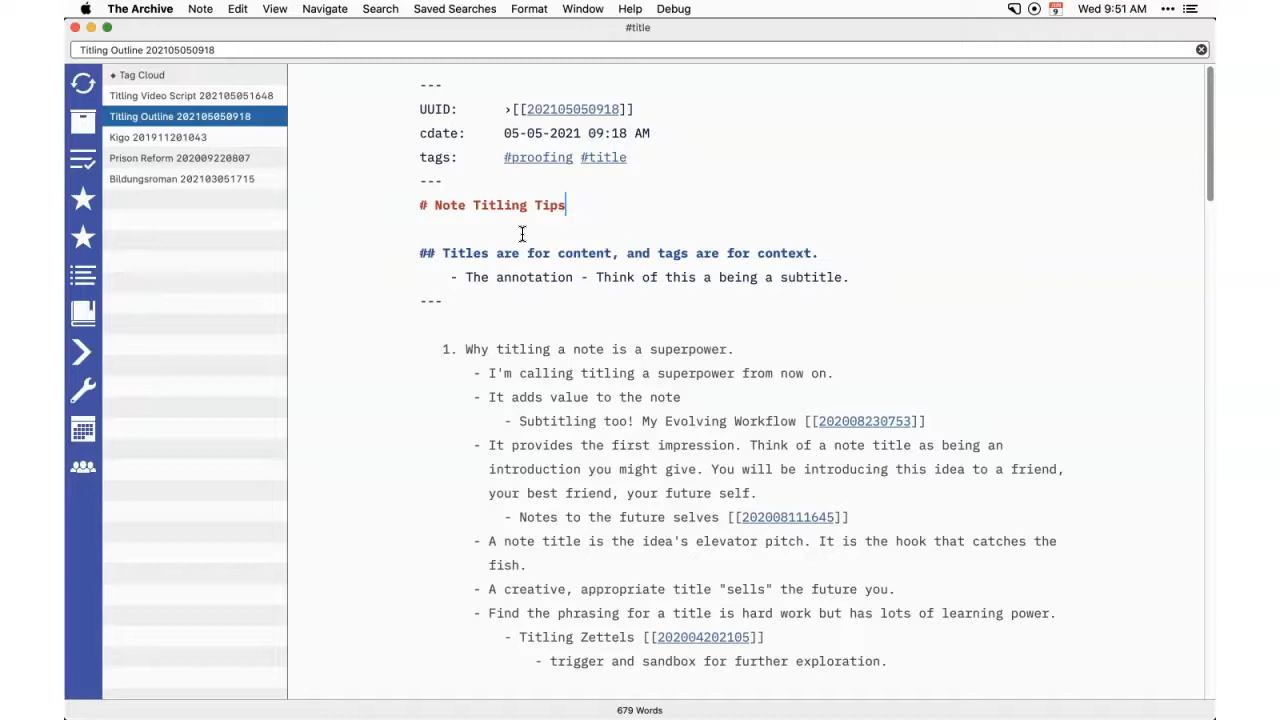 The Archive Note Edit View Navigate Search Saved Searches Format Window Help Debug JUN 9 Wed 9:51 AM
#title
Titling Outline 202105050918
Tag Cloud
Titling Video Script 202105051648
Titling Outline 202105050918
Kigo 201911201043
Prison Reform 202009220807
Bildungsroman 202103051715
---
UUID: ›[[202105050918]]
cdate: 05-05-2021 09:18 AM
tags: #proofing #title
---
# Note Titling Tips
## Titles are for content, and tags are for context.
- The annotation - Think of this a being a subtitle.
---
1. Why titling a note is a superpower.
- I'm calling titling a superpower from now on.
- It adds value to the note
- Subtitling too! My Evolving Workflow [[202008230753]]
- It provides the first impression. Think of a note title as being an
introduction you might give. You will be introducing this idea to a friend,
your best friend, your future self.
- Notes to the future selves [[202008111645]]
- A note title is the idea's elevator pitch. It is the hook that catches the
fish.
- A creative, appropriate title "sells" the future you.
- Find the phrasing for a title is hard work but has lots of learning power.
- Titling Zettels [[202004202105]]
- trigger and sandbox for further exploration.
679 Words